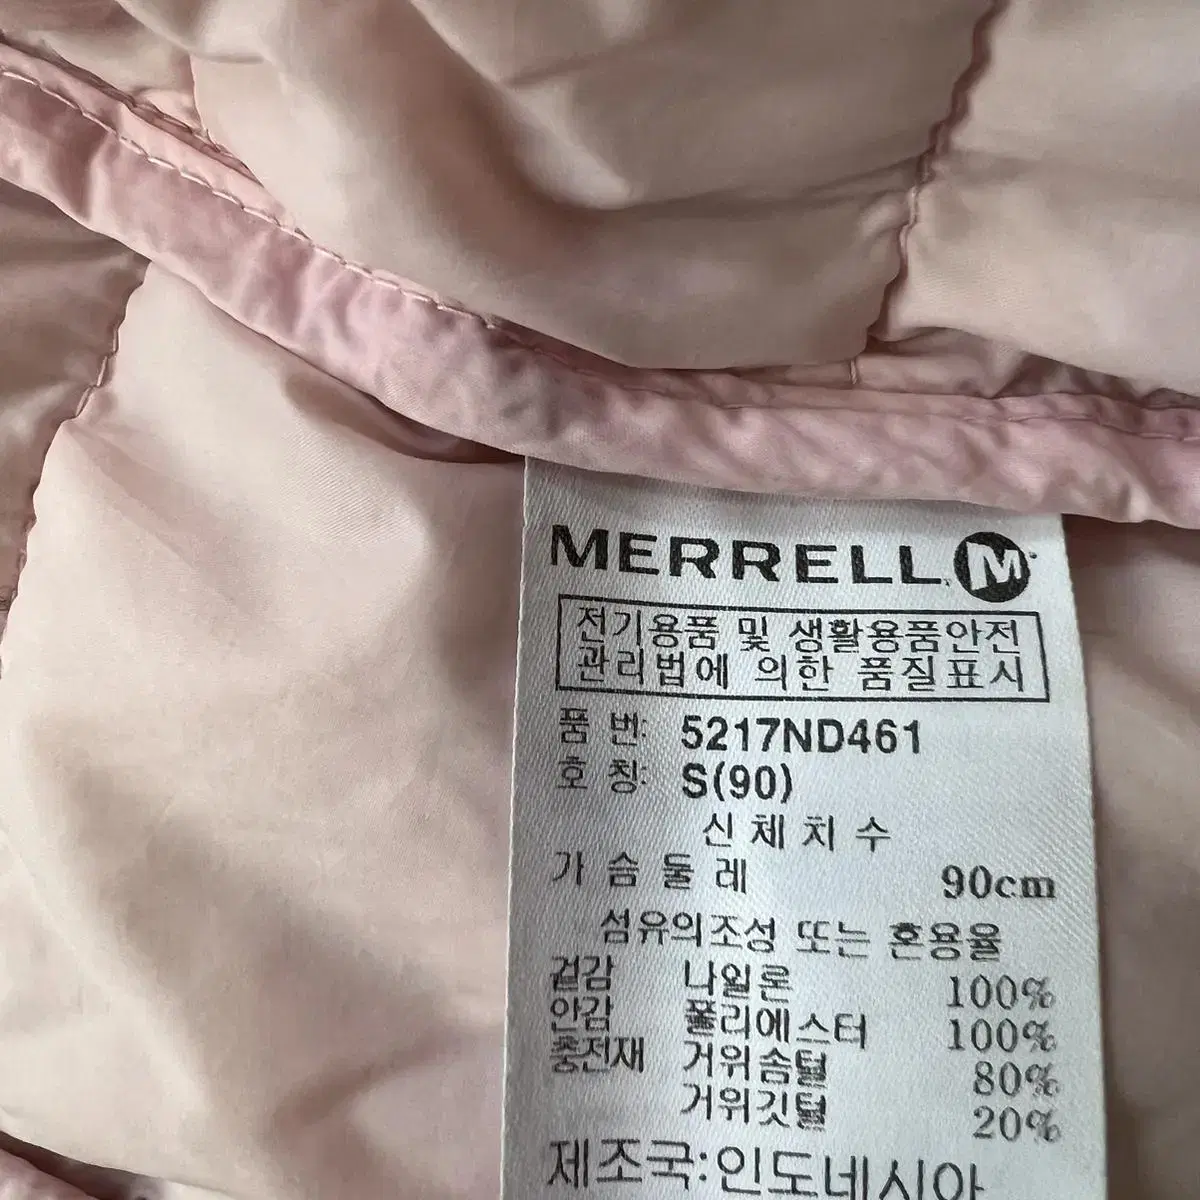 MERRELL M
전기용품 및 생활용품안전
관리법에 의한 품질표시
품 번: 5217ND461
호 칭: S(90)
신체치수
가슴둘레 90cm
섬유의조성 또는 혼용율
겉감 나일론 100%
안감 폴리에스터 100%
충전재 거위솜털 80%
거위깃털 20%
제조국:인도네시아